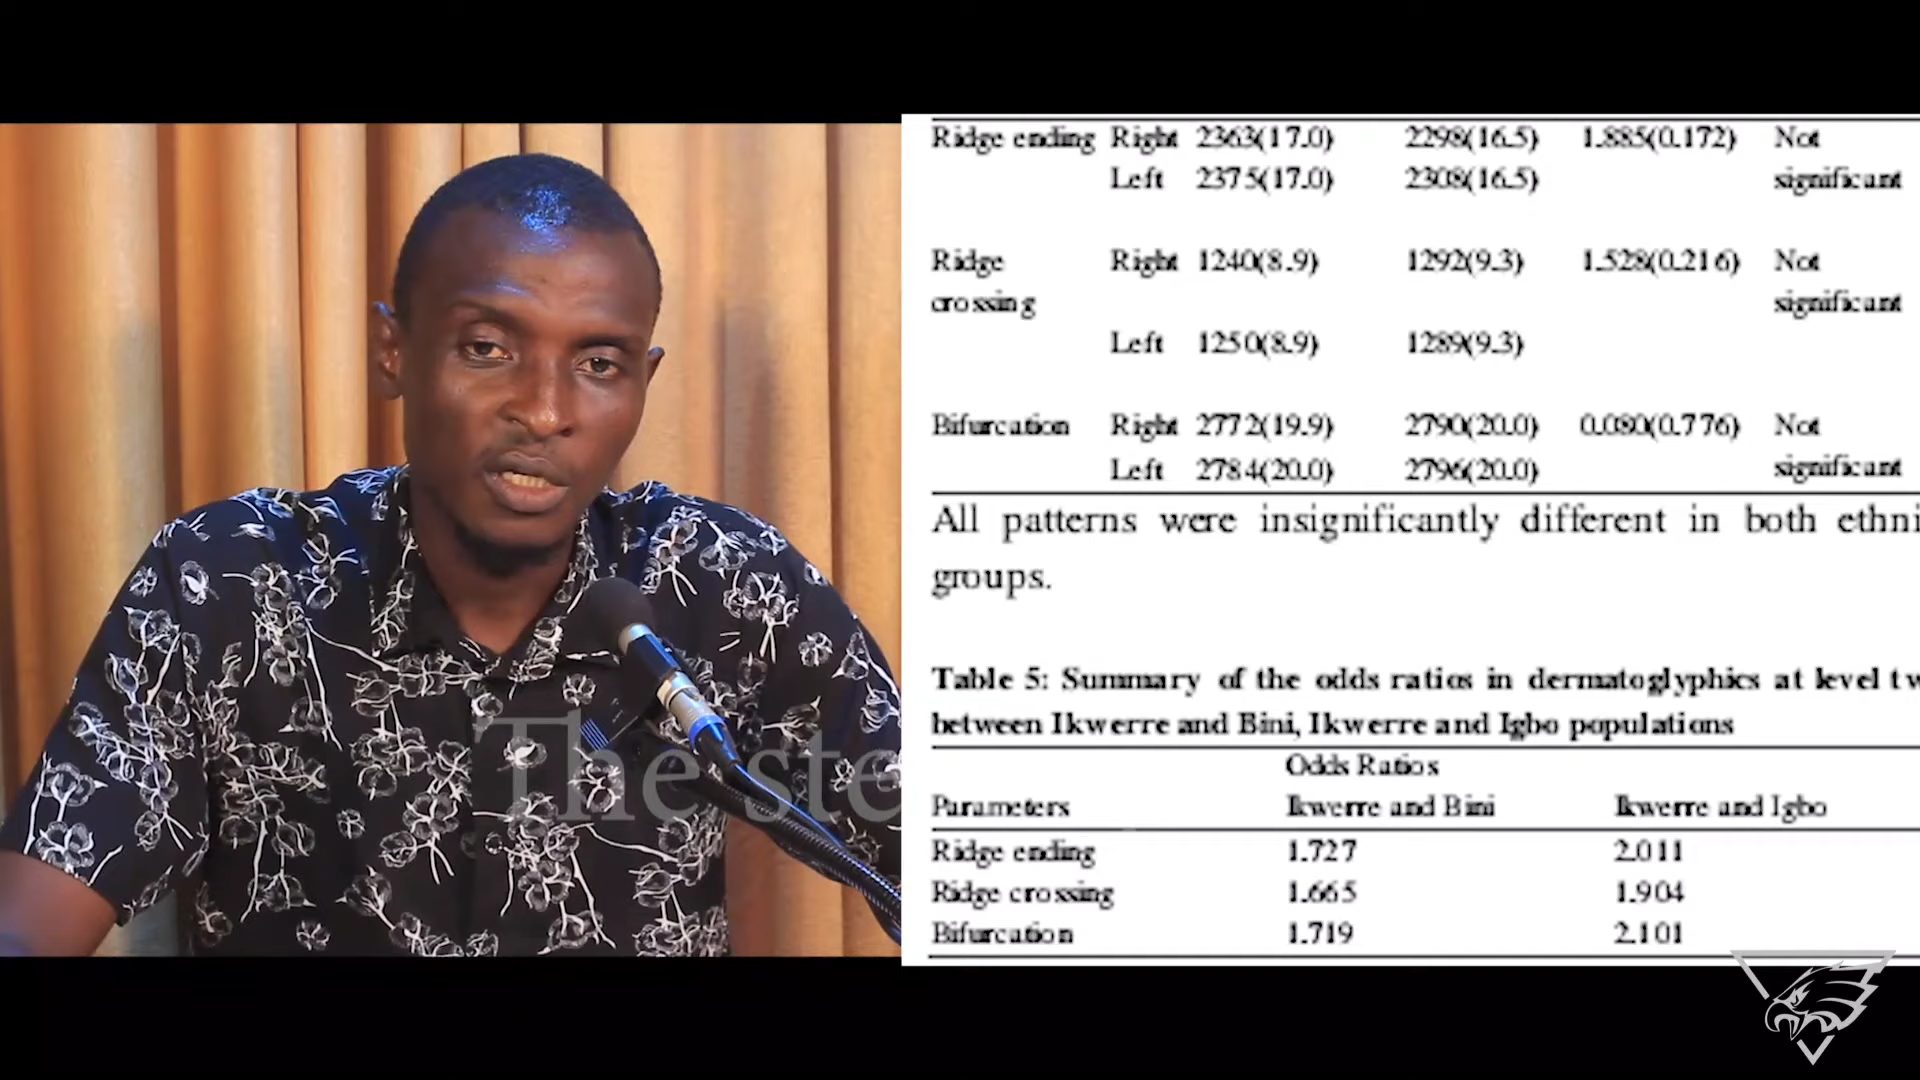 Ridge ending Right 2363(17.0) 2298(16.5) 1.885(0.172) Not
Left 2375(17.0) 2308(16.5) significant
Ridge Right 1240(8.9) 1292(9.3) 1.528(0.216) Not
crossing significant
Left 1250(8.9) 1289(9.3)
Bifurcation Right 2772(19.9) 2790(20.0) 0.080(0.776) Not
Left 2784(20.0) 2796(20.0) significant
All patterns were insignificantly different in both ethni
groups.
Table 5: Summary of the odds ratios in dermatoglyphics at level tw
between Ikwerre and Bini, Ikwerre and Igbo populations
Odds Ratios
Parameters Ikwerre and Bini Ikwerre and Igbo
Ridge ending 1.727 2.011
Ridge crossing 1.665 1.904
Bifurcation 1.719 2.101
The ste